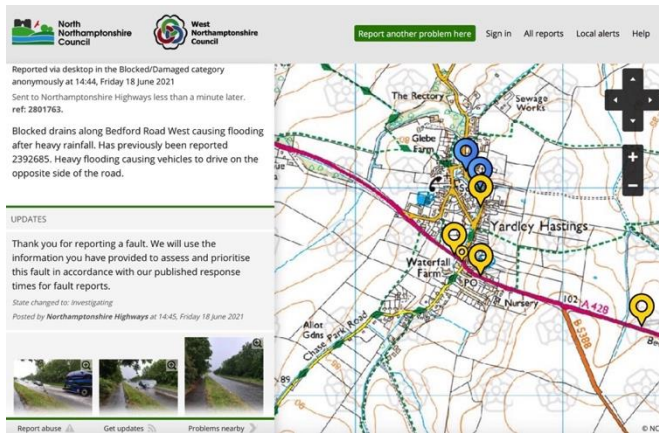 North
Northamptonshire
Council
West
Northamptonshire
Council
Report another problem here
Sign in
All reports
Local alerts
Help
Reported via desktop in the Blocked/Damaged category
anonymously at 14:44, Friday 18 June 2021
Sent to Northamptonshire Highways less than a minute later.
ref: 2801763.
Blocked drains along Bedford Road West causing flooding
after heavy rainfall. Has previously been reported
2392685. Heavy flooding causing vehicles to drive on the
opposite side of the road.
UPDATES
Thank you for reporting a fault. We will use the
information you have provided to assess and prioritise
this fault in accordance with our published response
times for fault reports.
State changed to: Investigating
Posted by Northamptonshire Highways at 14:45, Friday 18 June 2021
Report abuse
Get updates
Problems nearby
The Rectory
Sewage
Works
Glebe
Farm
Yardley Hastings
Waterfall
Farm
PO
Nursery
102
A 428
B 5388
Allot
Gdns
Chase Park Road
89
© NC